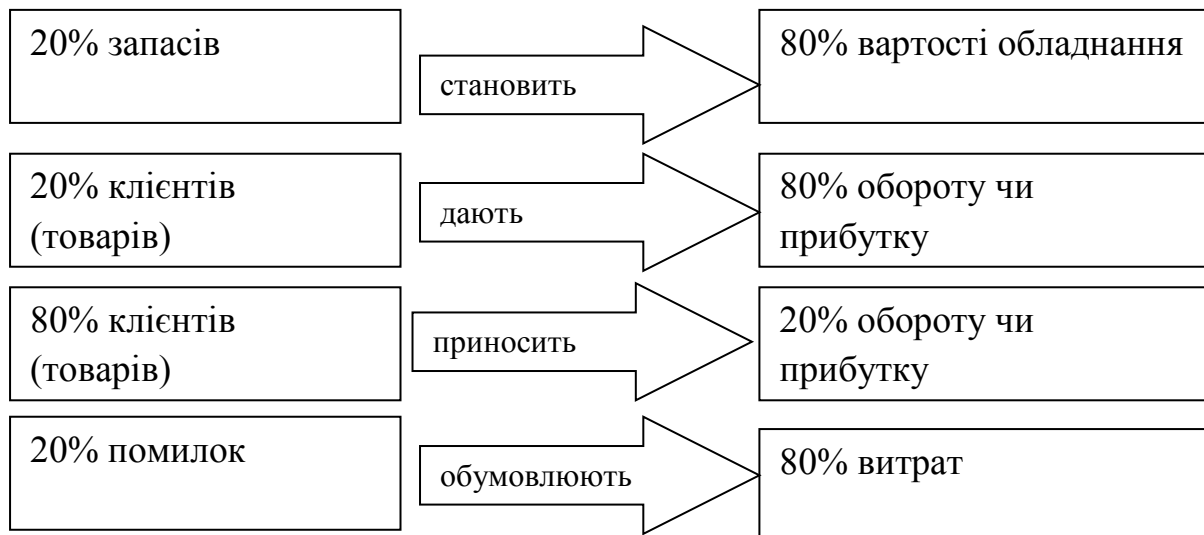 20% запасів
становить
80% вартості обладнання
20% клієнтів
(товарів)
дають
80% обороту чи
прибутку
80% клієнтів
(товарів)
приносить
20% обороту чи
прибутку
20% помилок
обумовлюють
80% витрат